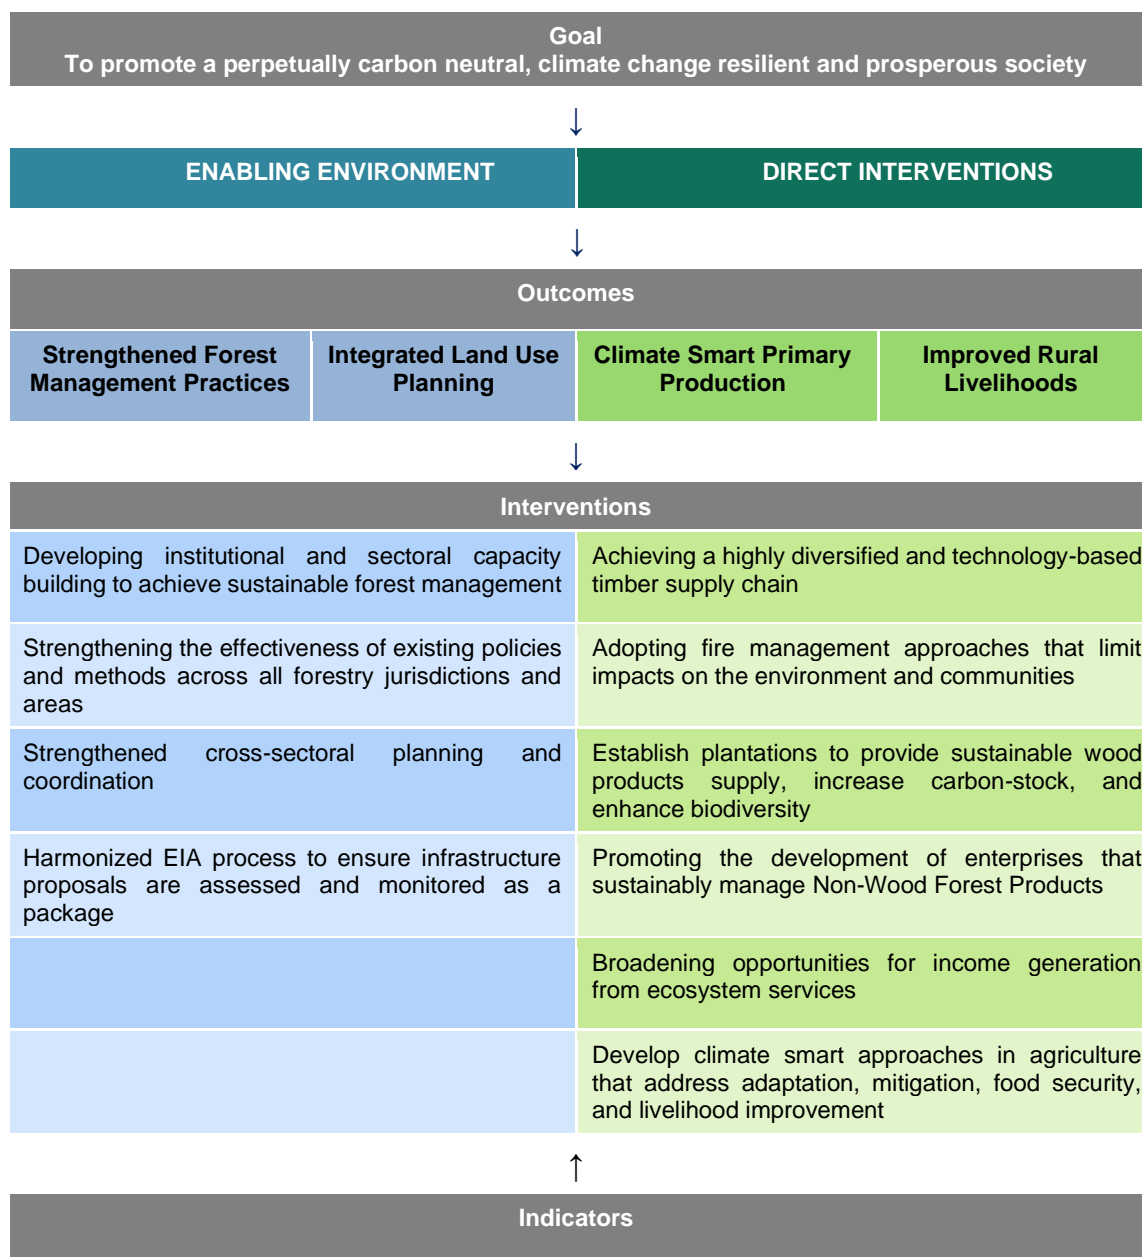 Goal
To promote a perpetually carbon neutral, climate change resilient and prosperous society
↓
ENABLING ENVIRONMENT
DIRECT INTERVENTIONS
↓
Outcomes
Strengthened Forest
Management Practices
Integrated Land Use
Planning
Climate Smart Primary
Production
Improved Rural
Livelihoods
↓
Interventions
Developing institutional and sectoral capacity
building to achieve sustainable forest management
Achieving a highly diversified and technology-based
timber supply chain
Strengthening the effectiveness of existing policies
and methods across all forestry jurisdictions and
areas
Adopting fire management approaches that limit
impacts on the environment and communities
Strengthened cross-sectoral planning and
coordination
Establish plantations to provide sustainable wood
products supply, increase carbon-stock, and
enhance biodiversity
Harmonized EIA process to ensure infrastructure
proposals are assessed and monitored as a
package
Promoting the development of enterprises that
sustainably manage Non-Wood Forest Products
Broadening opportunities for income generation
from ecosystem services
Develop climate smart approaches in agriculture
that address adaptation, mitigation, food security,
and livelihood improvement
↑
Indicators